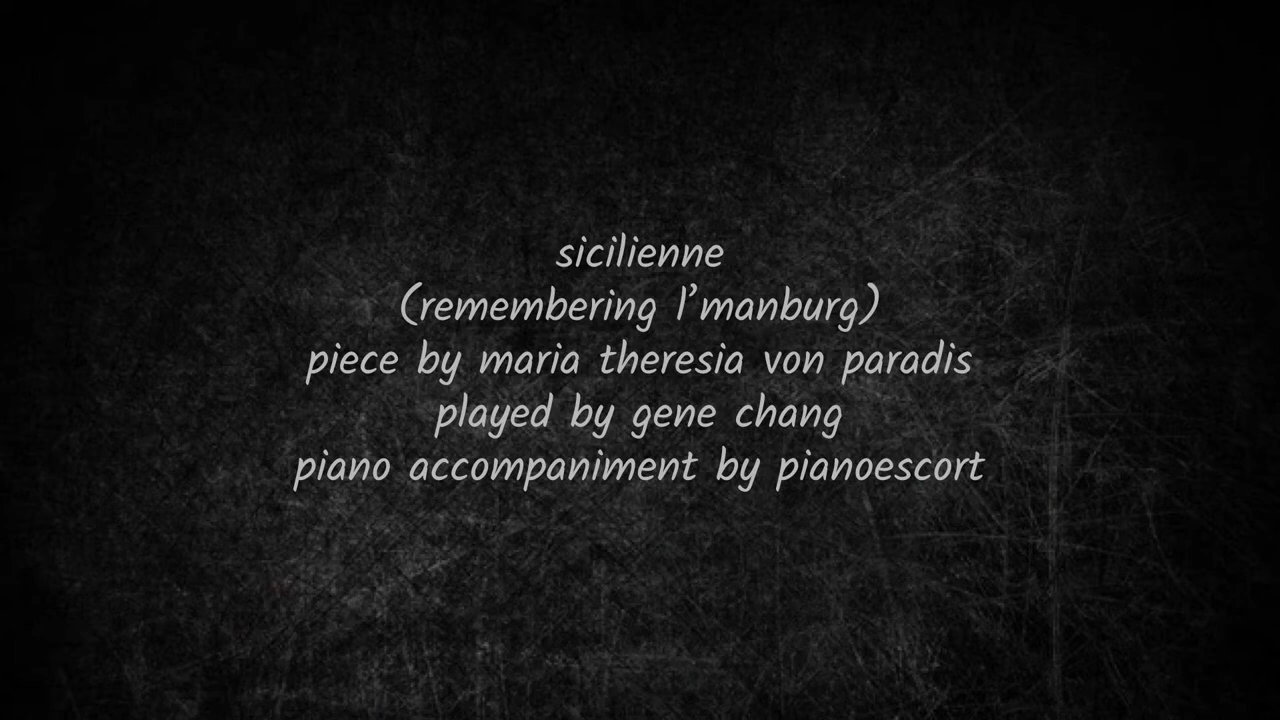 sicilienne
(remembering l’manburg)
piece by maria theresia von paradis
played by gene chang
piano accompaniment by pianoescort